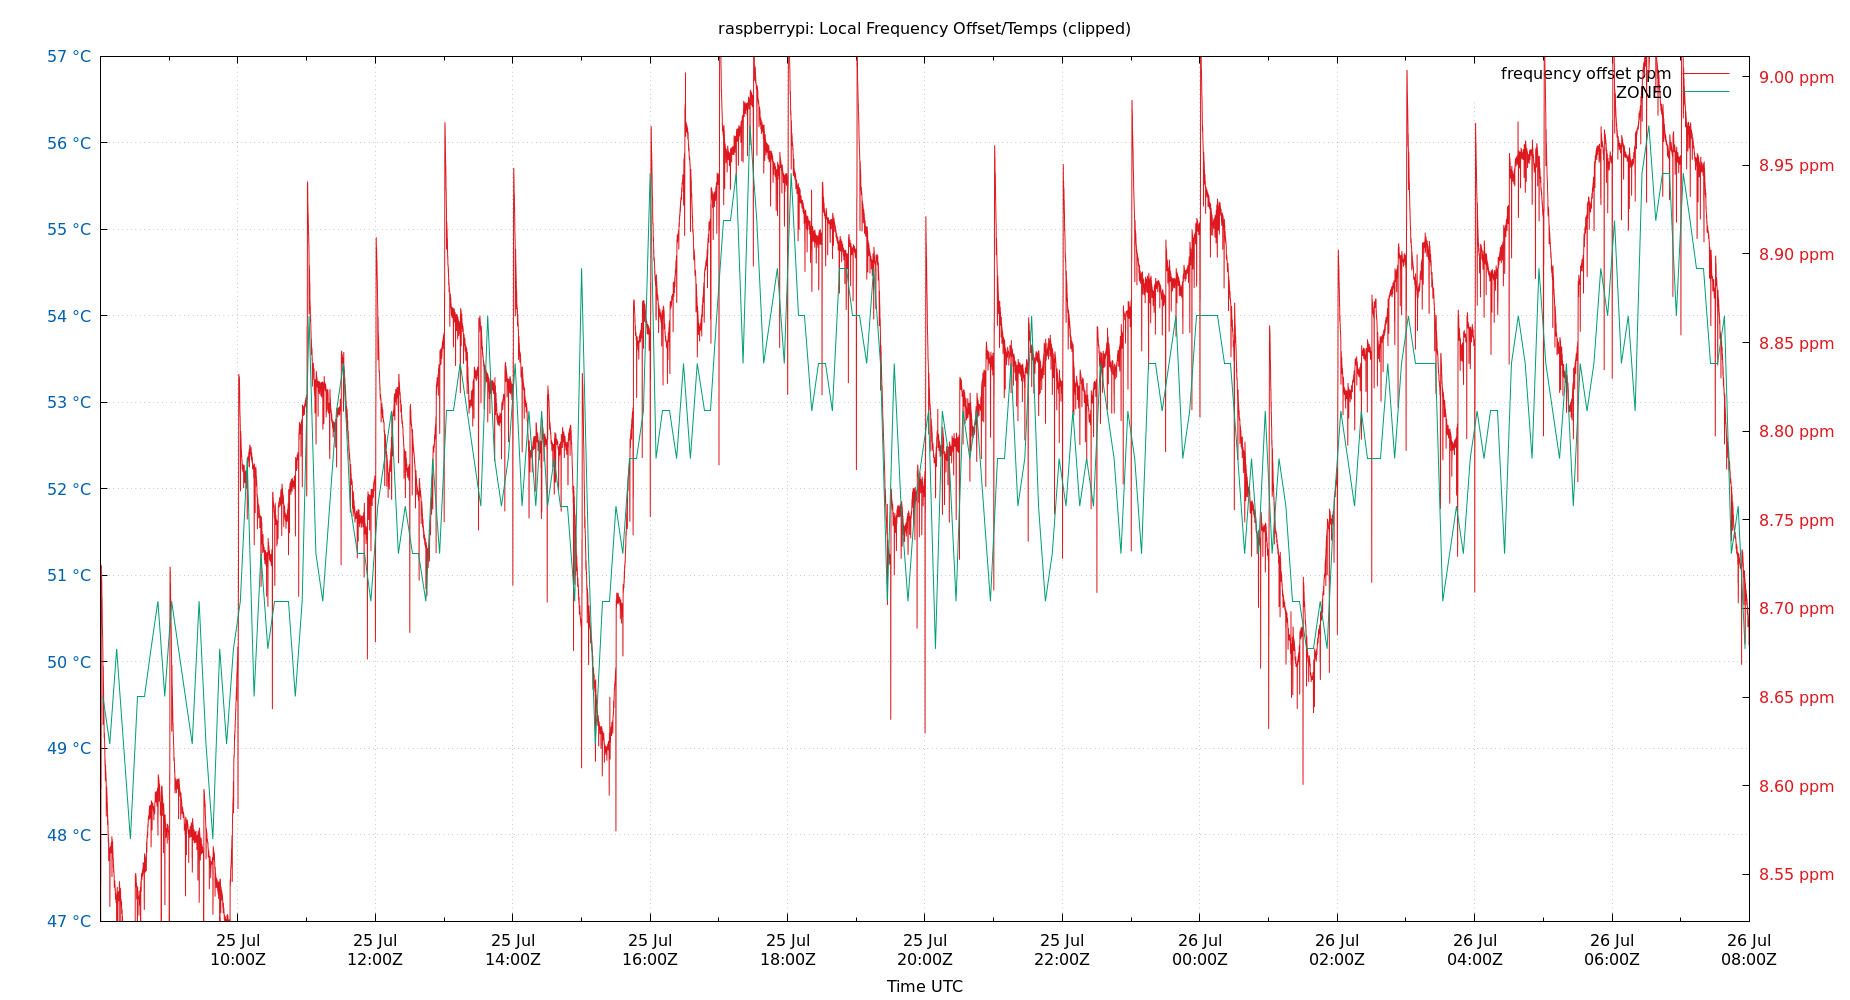 raspberrypi: Local Frequency Offset/Temps (clipped)
57 °C
56 °C
55 °C
54 °C
53 °C
52 °C
51 °C
50 °C
49 °C
48 °C
47 °C
frequency offset ppm
ZONE0
9.00 ppm
8.95 ppm
8.90 ppm
8.85 ppm
8.80 ppm
8.75 ppm
8.70 ppm
8.65 ppm
8.60 ppm
8.55 ppm
25 Jul
10:00Z
25 Jul
12:00Z
25 Jul
14:00Z
25 Jul
16:00Z
25 Jul
18:00Z
25 Jul
20:00Z
25 Jul
22:00Z
26 Jul
00:00Z
26 Jul
02:00Z
26 Jul
04:00Z
26 Jul
06:00Z
26 Jul
08:00Z
Time UTC